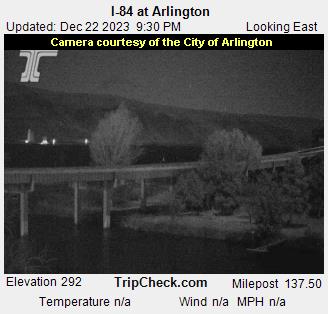 I-84 at Arlington
Updated: Dec 22 2023 9:30 PM Looking East
Camera courtesy of the City of Arlington
Elevation 292 TripCheck.com Milepost 137.50
Temperature n/a Wind n/a MPH n/a